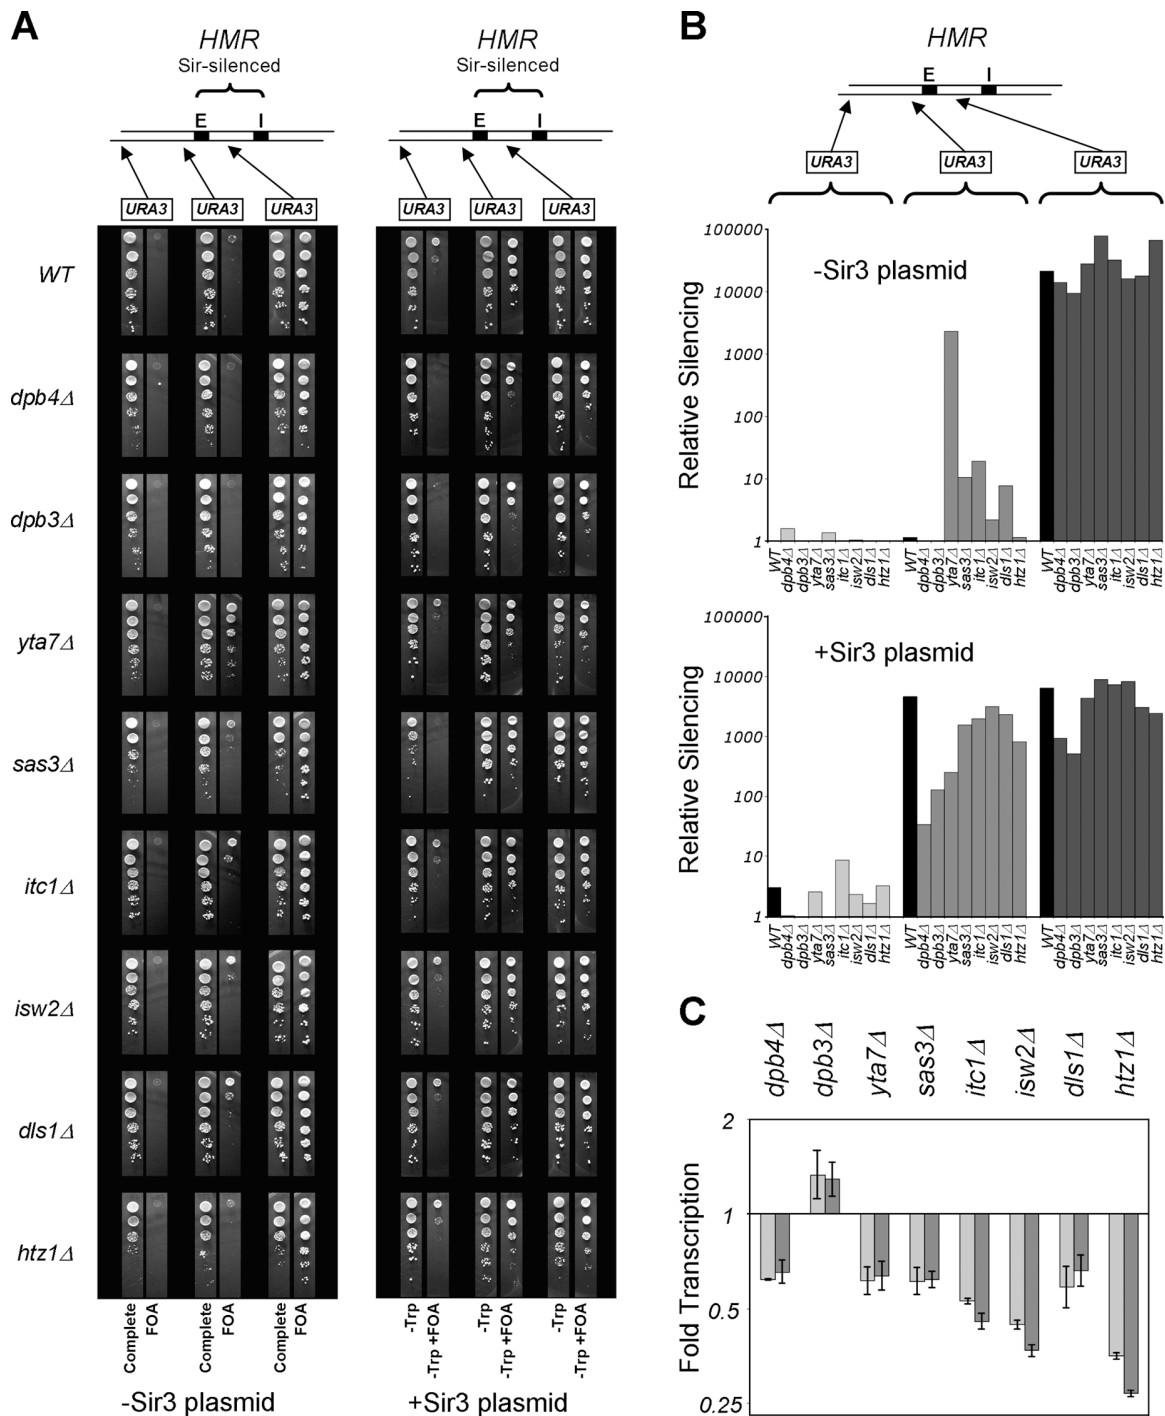 A
HMR
Sir-silenced
E I
URA3 URA3 URA3
HMR
Sir-silenced
E I
URA3 URA3 URA3
WT
dpb4Δ
dpb3Δ
yta7Δ
sas3Δ
itc1Δ
isw2Δ
dls1Δ
htz1Δ
Complete FOA Complete FOA Complete FOA
-Sir3 plasmid
-Trp -Trp +FOA -Trp -Trp +FOA -Trp -Trp +FOA
+Sir3 plasmid
B
HMR
E I
URA3 URA3 URA3
Relative Silencing
100000
10000
1000
100
10
1
-Sir3 plasmid
WT dpb4Δ dpb3Δ yta7Δ sas3Δ itc1Δ isw2Δ dls1Δ htz1Δ WT dpb4Δ dpb3Δ yta7Δ sas3Δ itc1Δ isw2Δ dls1Δ htz1Δ WT dpb4Δ dpb3Δ yta7Δ sas3Δ itc1Δ isw2Δ dls1Δ htz1Δ
Relative Silencing
100000
10000
1000
100
10
1
+Sir3 plasmid
WT dpb4Δ dpb3Δ yta7Δ sas3Δ itc1Δ isw2Δ dls1Δ htz1Δ WT dpb4Δ dpb3Δ yta7Δ sas3Δ itc1Δ isw2Δ dls1Δ htz1Δ WT dpb4Δ dpb3Δ yta7Δ sas3Δ itc1Δ isw2Δ dls1Δ htz1Δ
C
dpb4Δ dpb3Δ yta7Δ sas3Δ itc1Δ isw2Δ dls1Δ htz1Δ
Fold Transcription
2
1
0.5
0.25